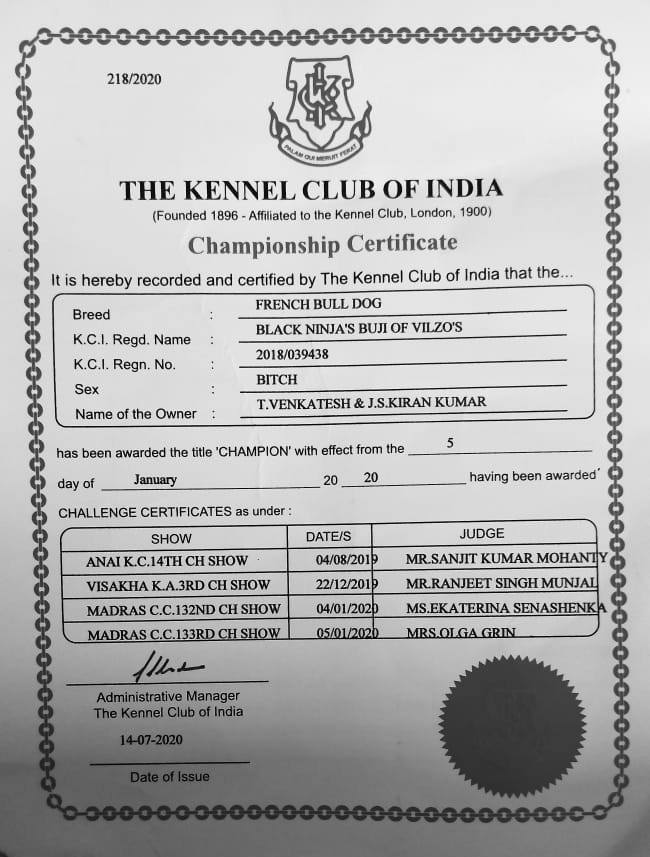 218/2020
PALAM QUI MERUIT FERAT
THE KENNEL CLUB OF INDIA
(Founded 1896 - Affiliated to the Kennel Club, London, 1900)
Championship Certificate
It is hereby recorded and certified by The Kennel Club of India that the...
Breed : FRENCH BULL DOG
K.C.I. Regd. Name : BLACK NINJA'S BUJI OF VILZO'S
K.C.I. Regn. No. : 2018/039438
Sex : BITCH
Name of the Owner : T.VENKATESH & J.S.KIRAN KUMAR
has been awarded the title 'CHAMPION' with effect from the 5
day of January 20 20 having been awarded
CHALLENGE CERTIFICATES as under :
SHOW DATE/S JUDGE
ANAI K.C.14TH CH SHOW 04/08/2019 MR.SANJIT KUMAR MOHANTY
VISAKHA K.A.3RD CH SHOW 22/12/2019 MR.RANJEET SINGH MUNJAL
MADRAS C.C.132ND CH SHOW 04/01/2020 MS.EKATERINA SENASHENKA
MADRAS C.C.133RD CH SHOW 05/01/2020 MRS.OLGA GRIN
Administrative Manager
The Kennel Club of India
14-07-2020
Date of Issue